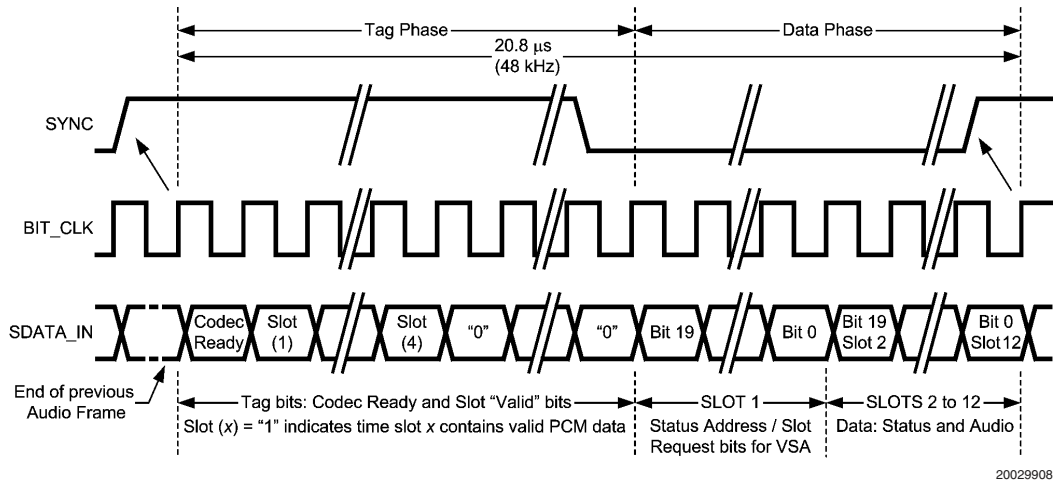 Tag Phase
Data Phase
20.8 μs
(48 kHz)
SYNC
BIT_CLK
SDATA_IN
Codec
Ready
Slot
(1)
Slot
(4)
“0”
“0”
Bit 19
Bit 0
Bit 19
Slot 2
Bit 0
Slot12
End of previous
Audio Frame
Tag bits: Codec Ready and Slot “Valid” bits
SLOT 1
SLOTS 2 to 12
Slot (x) = “1” indicates time slot x contains valid PCM data
Status Address / Slot
Request bits for VSA
Data: Status and Audio
20029908